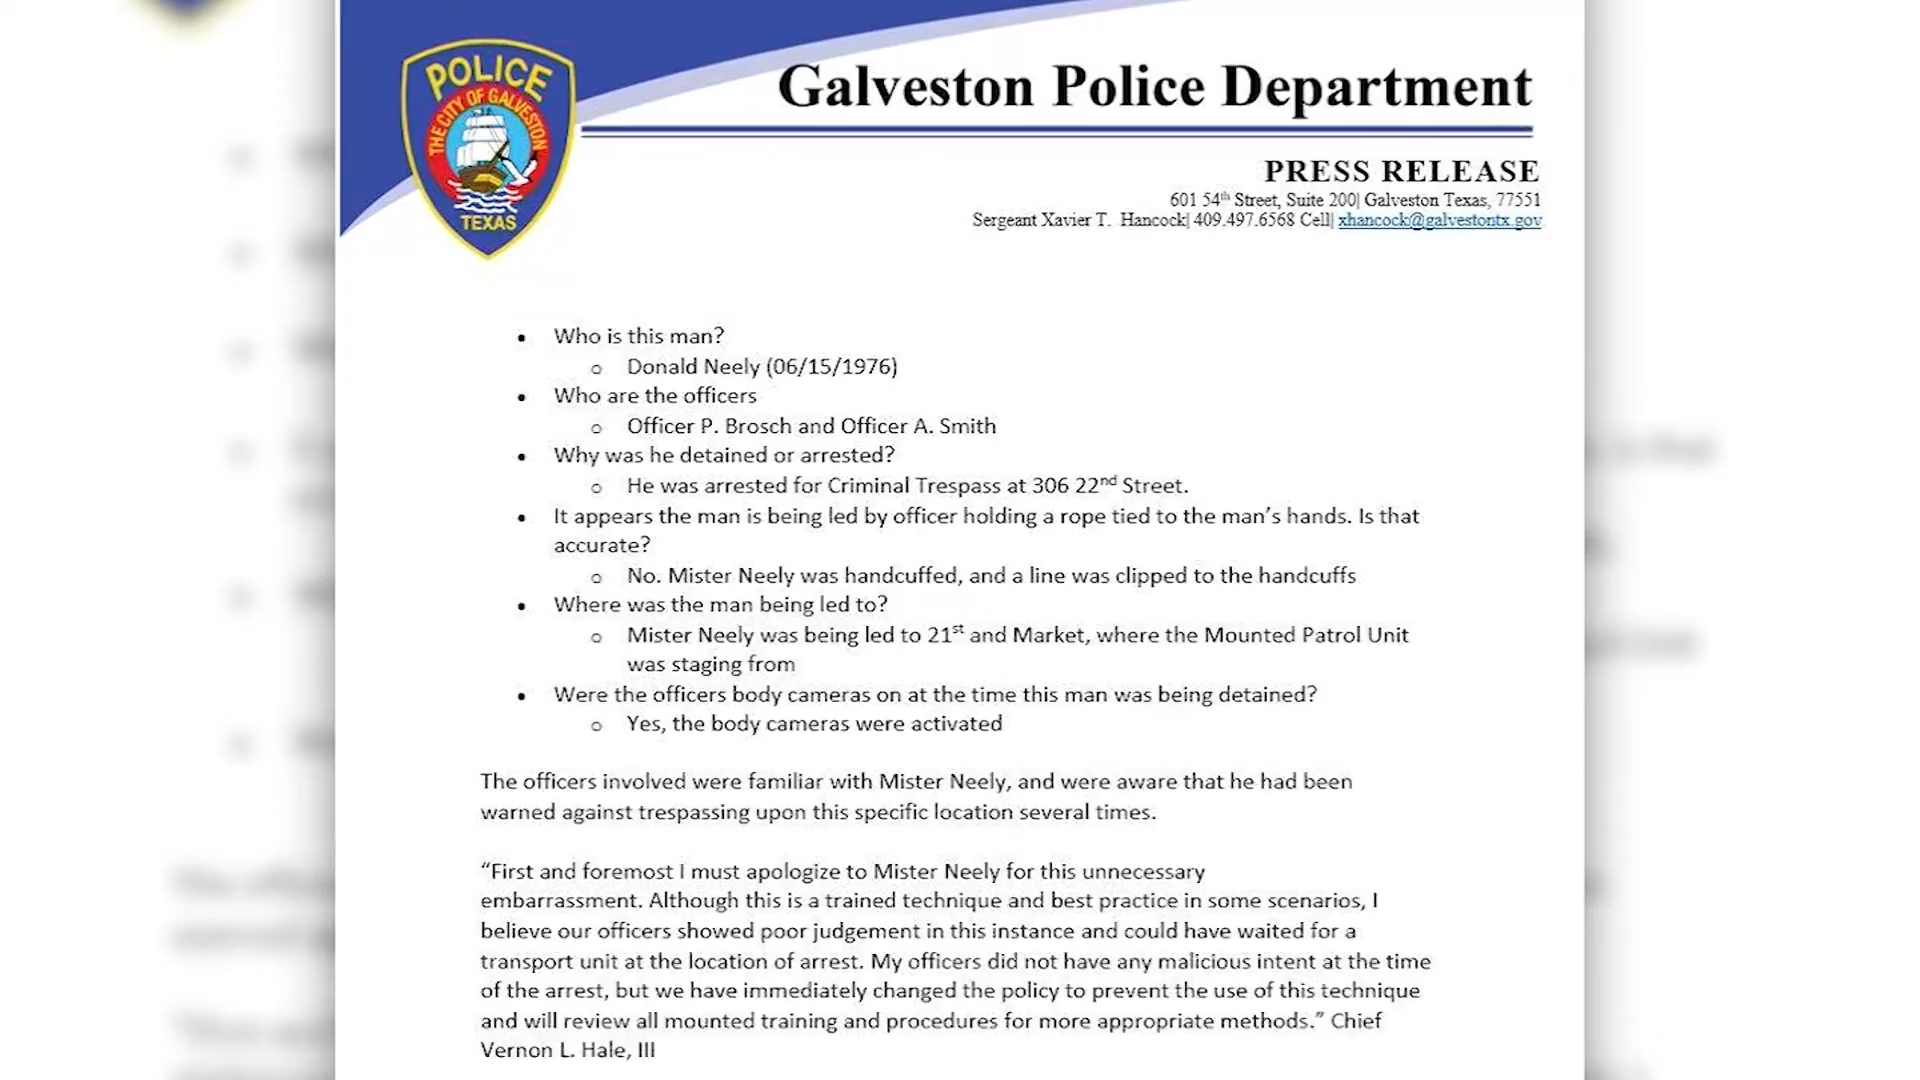 POLICE
THE CITY OF GALVESTON
TEXAS
Galveston Police Department
PRESS RELEASE
601 54th Street, Suite 200| Galveston Texas, 77551
Sergeant Xavier T. Hancock| 409.497.6568 Cell| xhancock@galvestontx.gov
• Who is this man?
o Donald Neely (06/15/1976)
• Who are the officers
o Officer P. Brosch and Officer A. Smith
• Why was he detained or arrested?
o He was arrested for Criminal Trespass at 306 22nd Street.
• It appears the man is being led by officer holding a rope tied to the man's hands. Is that
accurate?
o No. Mister Neely was handcuffed, and a line was clipped to the handcuffs
• Where was the man being led to?
o Mister Neely was being led to 21st and Market, where the Mounted Patrol Unit
was staging from
• Were the officers body cameras on at the time this man was being detained?
o Yes, the body cameras were activated
The officers involved were familiar with Mister Neely, and were aware that he had been
warned against trespassing upon this specific location several times.
“First and foremost I must apologize to Mister Neely for this unnecessary
embarrassment. Although this is a trained technique and best practice in some scenarios, I
believe our officers showed poor judgement in this instance and could have waited for a
transport unit at the location of arrest. My officers did not have any malicious intent at the time
of the arrest, but we have immediately changed the policy to prevent the use of this technique
and will review all mounted training and procedures for more appropriate methods.” Chief
Vernon L. Hale, III